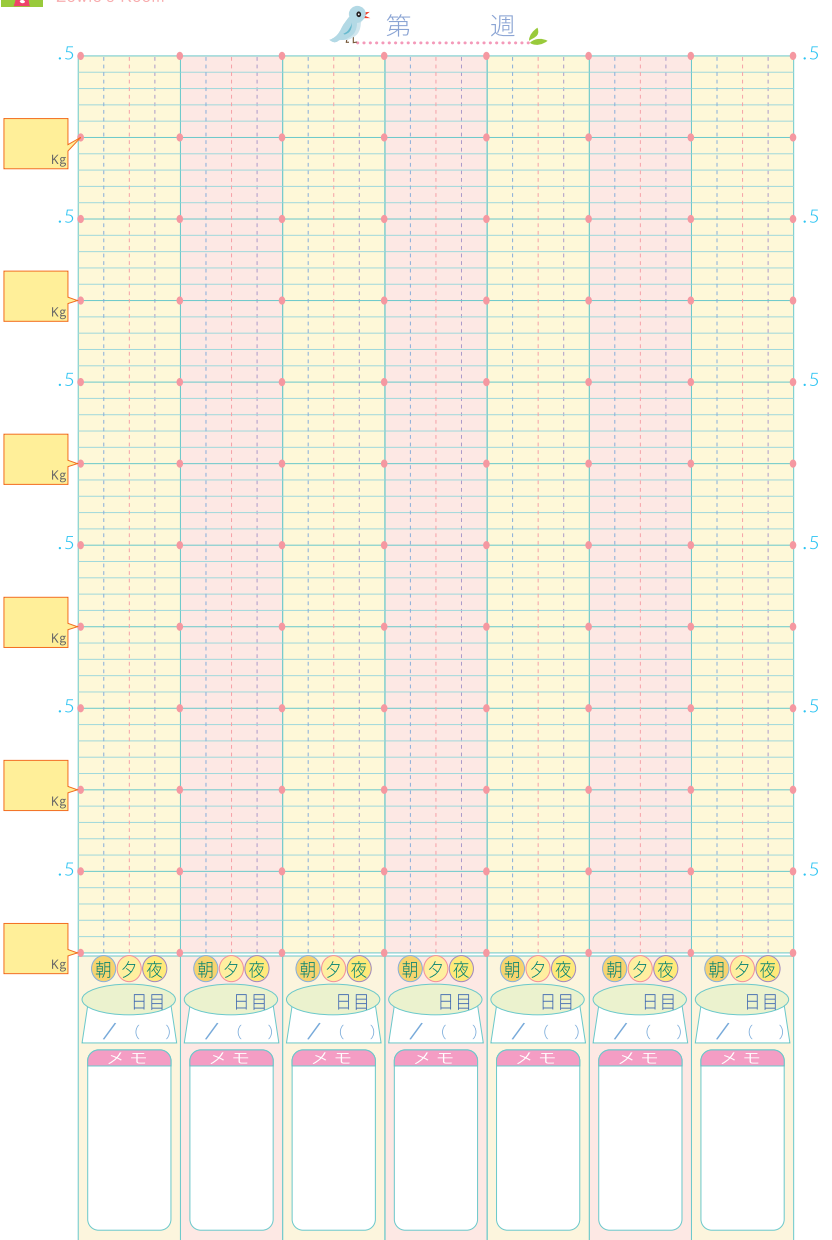 第 週
.5 .5
Kg
.5 .5
Kg
.5 .5
Kg
.5 .5
Kg
.5 .5
Kg
.5 .5
Kg
朝 夕 夜 朝 夕 夜 朝 夕 夜 朝 夕 夜 朝 夕 夜 朝 夕 夜 朝 夕 夜
日目 日目 日目 日目 日目 日目 日目
/ ( ) / ( ) / ( ) / ( ) / ( ) / ( ) / ( )
メモ メモ メモ メモ メモ メモ メモ